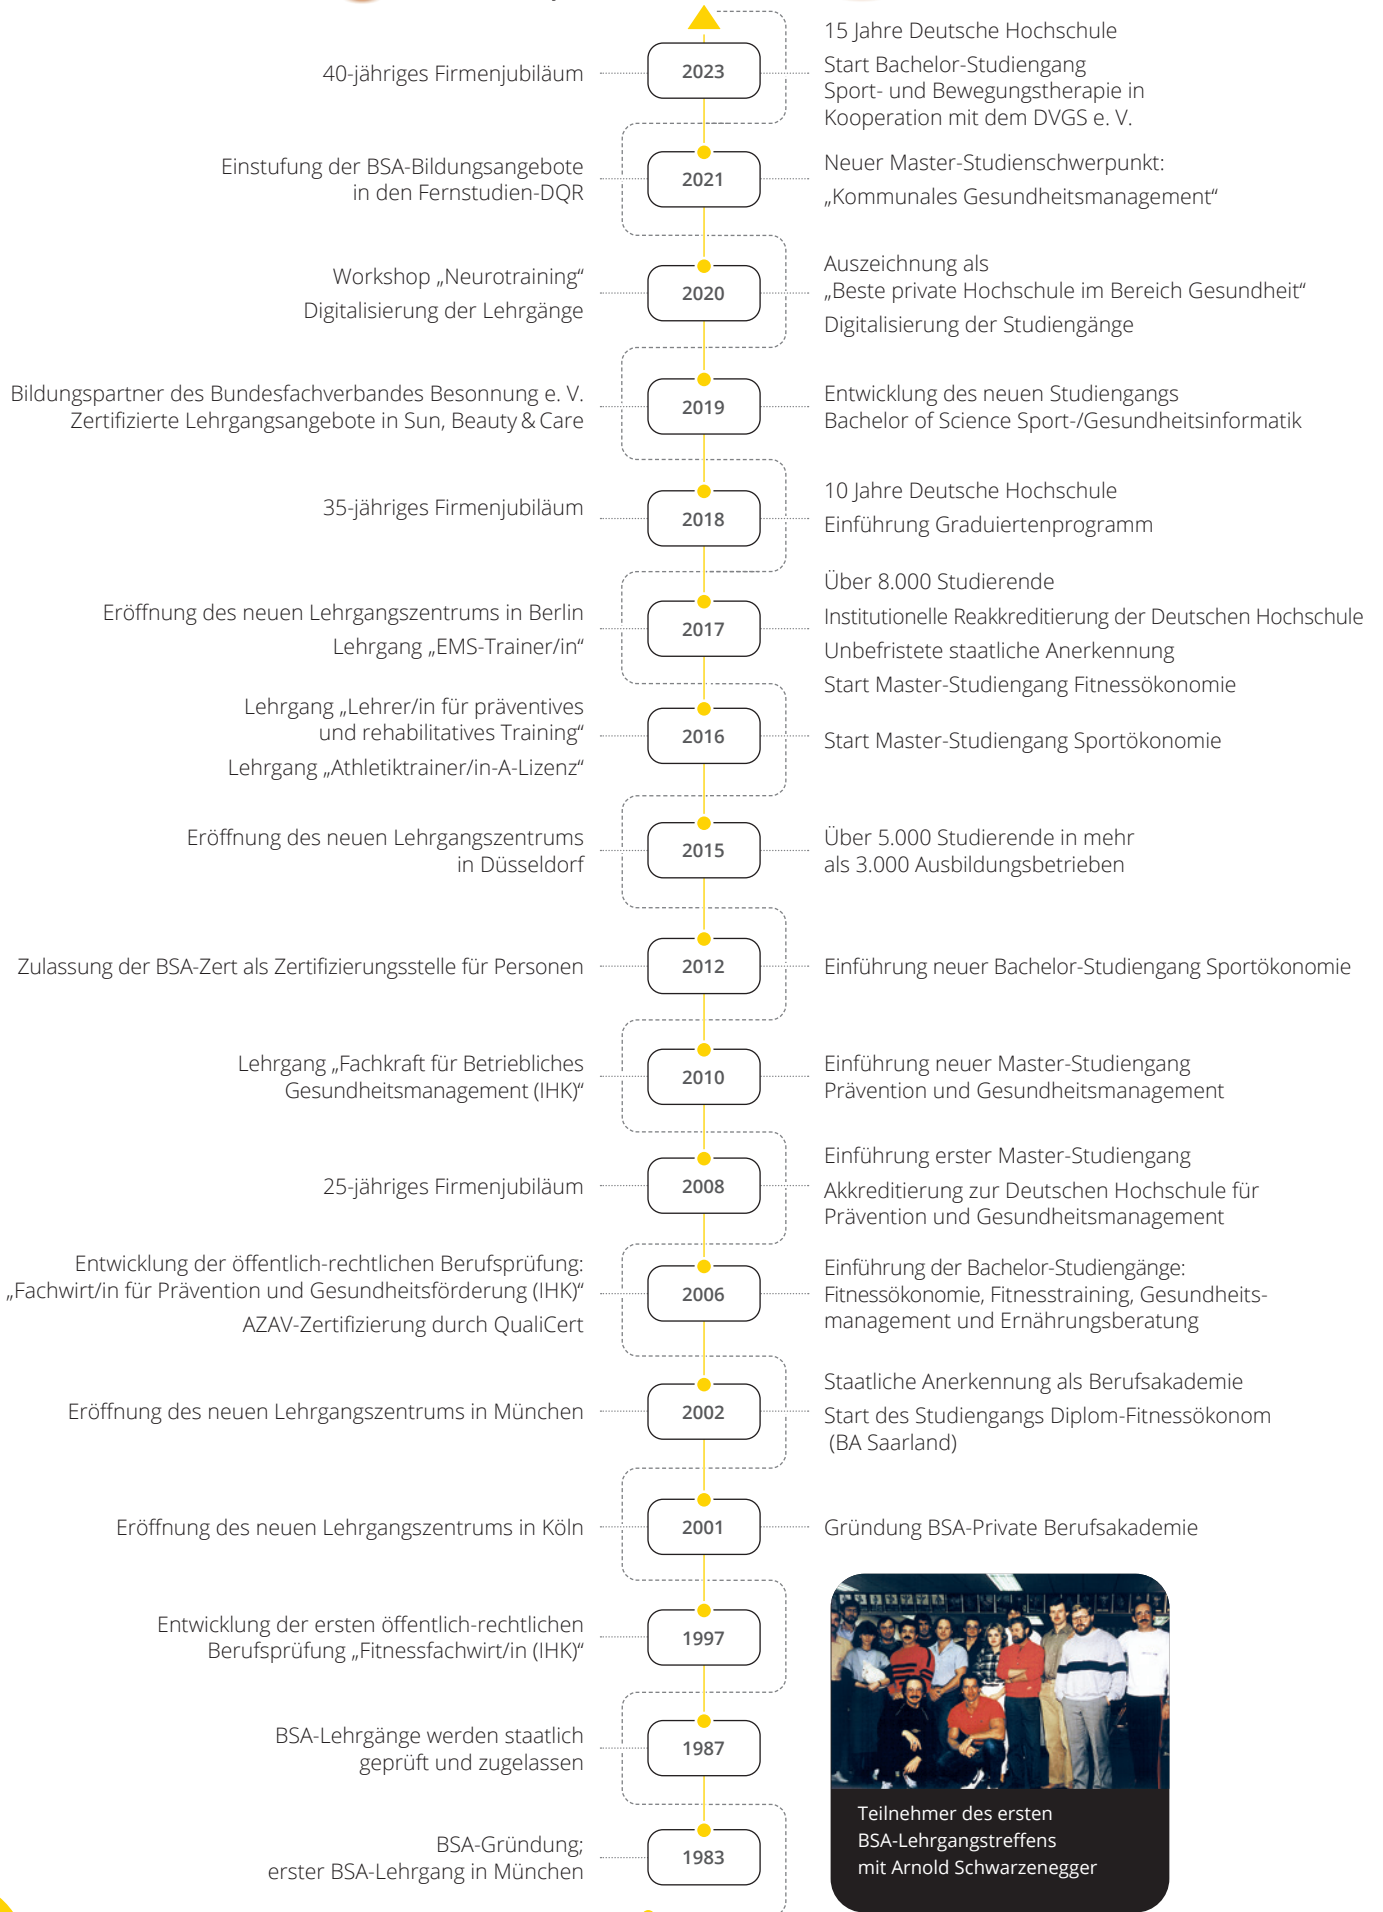 40-jähriges Firmenjubiläum
2023
15 Jahre Deutsche Hochschule
Start Bachelor-Studiengang
Sport- und Bewegungstherapie in
Kooperation mit dem DVGS e. V.
Einstufung der BSA-Bildungsangebote
in den Fernstudien-DQR
2021
Neuer Master-Studienschwerpunkt:
„Kommunales Gesundheitsmanagement“
Workshop „Neurotraining“
Digitalisierung der Lehrgänge
2020
Auszeichnung als
„Beste private Hochschule im Bereich Gesundheit“
Digitalisierung der Studiengänge
Bildungspartner des Bundesfachverbandes Besonnung e. V.
Zertifizierte Lehrgangsangebote in Sun, Beauty & Care
2019
Entwicklung des neuen Studiengangs
Bachelor of Science Sport-/Gesundheitsinformatik
35-jähriges Firmenjubiläum
2018
10 Jahre Deutsche Hochschule
Einführung Graduiertenprogramm
Eröffnung des neuen Lehrgangszentrums in Berlin
Lehrgang „EMS-Trainer/in“
2017
Über 8.000 Studierende
Institutionelle Reakkreditierung der Deutschen Hochschule
Unbefristete staatliche Anerkennung
Start Master-Studiengang Fitnessökonomie
Lehrgang „Lehrer/in für präventives
und rehabilitatives Training“
Lehrgang „Athletiktrainer/in-A-Lizenz“
2016
Start Master-Studiengang Sportökonomie
Eröffnung des neuen Lehrgangszentrums
in Düsseldorf
2015
Über 5.000 Studierende in mehr
als 3.000 Ausbildungsbetrieben
Zulassung der BSA-Zert als Zertifizierungsstelle für Personen
2012
Einführung neuer Bachelor-Studiengang Sportökonomie
Lehrgang „Fachkraft für Betriebliches
Gesundheitsmanagement (IHK)“
2010
Einführung neuer Master-Studiengang
Prävention und Gesundheitsmanagement
25-jähriges Firmenjubiläum
2008
Einführung erster Master-Studiengang
Akkreditierung zur Deutschen Hochschule für
Prävention und Gesundheitsmanagement
Entwicklung der öffentlich-rechtlichen Berufsprüfung:
„Fachwirt/in für Prävention und Gesundheitsförderung (IHK)“
AZAV-Zertifizierung durch QualiCert
2006
Einführung der Bachelor-Studiengänge:
Fitnessökonomie, Fitnesstraining, Gesundheits-
management und Ernährungsberatung
Eröffnung des neuen Lehrgangszentrums in München
2002
Staatliche Anerkennung als Berufsakademie
Start des Studiengangs Diplom-Fitnessökonom
(BA Saarland)
Eröffnung des neuen Lehrgangszentrums in Köln
2001
Gründung BSA-Private Berufsakademie
Entwicklung der ersten öffentlich-rechtlichen
Berufsprüfung „Fitnessfachwirt/in (IHK)“
1997
BSA-Lehrgänge werden staatlich
geprüft und zugelassen
1987
BSA-Gründung;
erster BSA-Lehrgang in München
1983
Teilnehmer des ersten
BSA-Lehrgangstreffens
mit Arnold Schwarzenegger